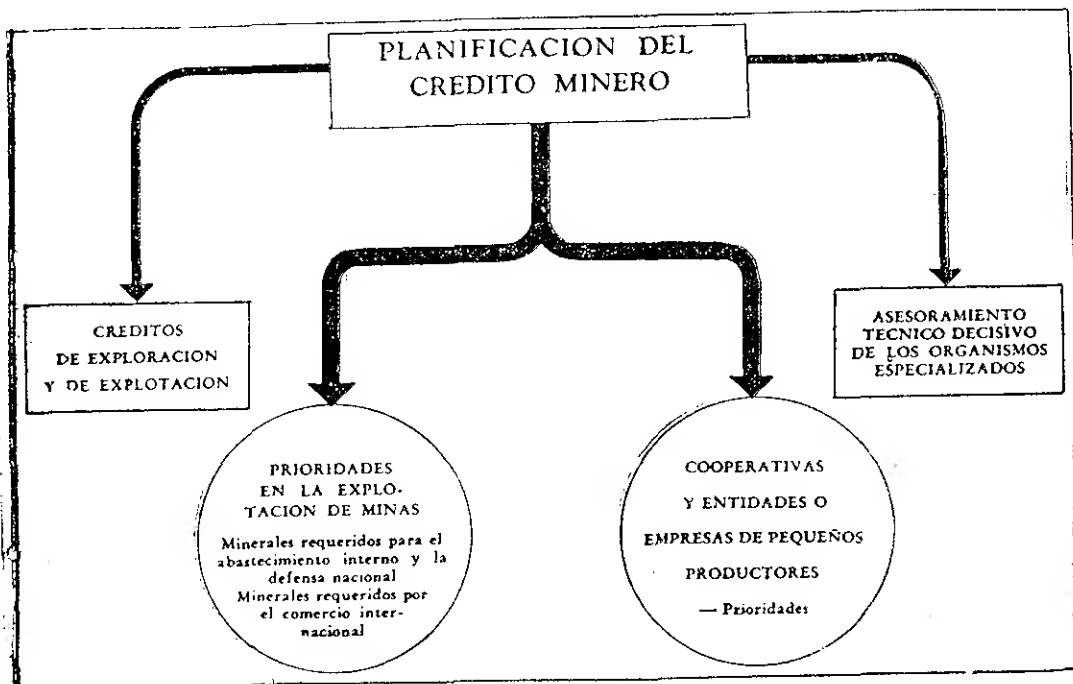 PLANIFICACION DEL
CREDITO MINERO
CREDITOS
DE EXPLORACION
Y DE EXPLOTACION
ASESORAMIENTO
TECNICO DECISIVO
DE LOS ORGANISMOS
ESPECIALIZADOS
PRIORIDADES
EN LA EXPLO-
TACION DE MINAS
Minerales requeridos para el
abastecimiento interno y la
defensa nacional
Minerales requeridos por
el comercio inter-
nacional
COOPERATIVAS
Y ENTIDADES O
EMPRESAS DE PEQUEÑOS
PRODUCTORES
— Prioridades